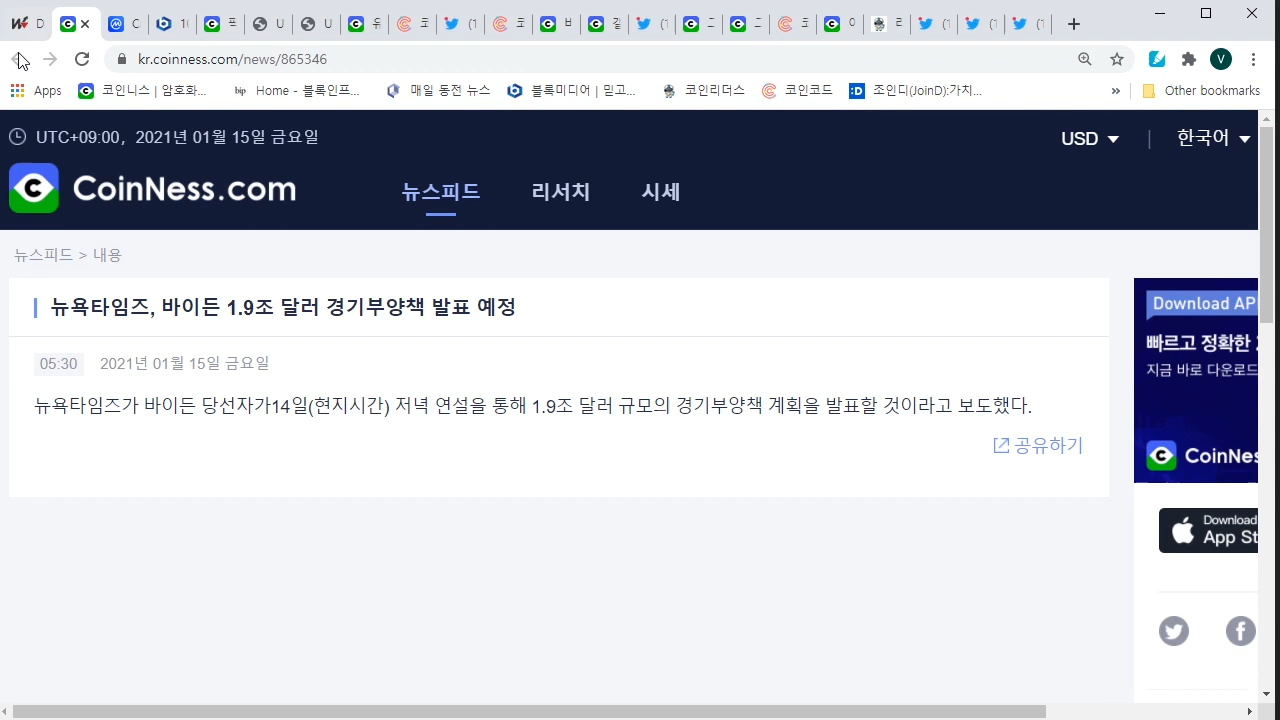 kr.coinness.com/news/865346
V
Apps
코인니스 | 암호화...
bip Home - 블록인프...
매일 동전 뉴스
블록미디어 | 믿고...
코인리더스
코인코드
:D 조인디(JoinD):가치...
»
Other bookmarks
UTC+09:00, 2021년 01월 15일 금요일
USD
한국어
CoinNess.com
뉴스피드
리서치
시세
뉴스피드 > 내용
뉴욕타임즈, 바이든 1.9조 달러 경기부양책 발표 예정
05:30 2021년 01월 15일 금요일
뉴욕타임즈가 바이든 당선자가14일(현지시간) 저녁 연설을 통해 1.9조 달러 규모의 경기부양책 계획을 발표할 것이라고 보도했다.
공유하기
Download AP
빠르고 정확한
지금 바로 다운로드
CoinNes
Download
App St